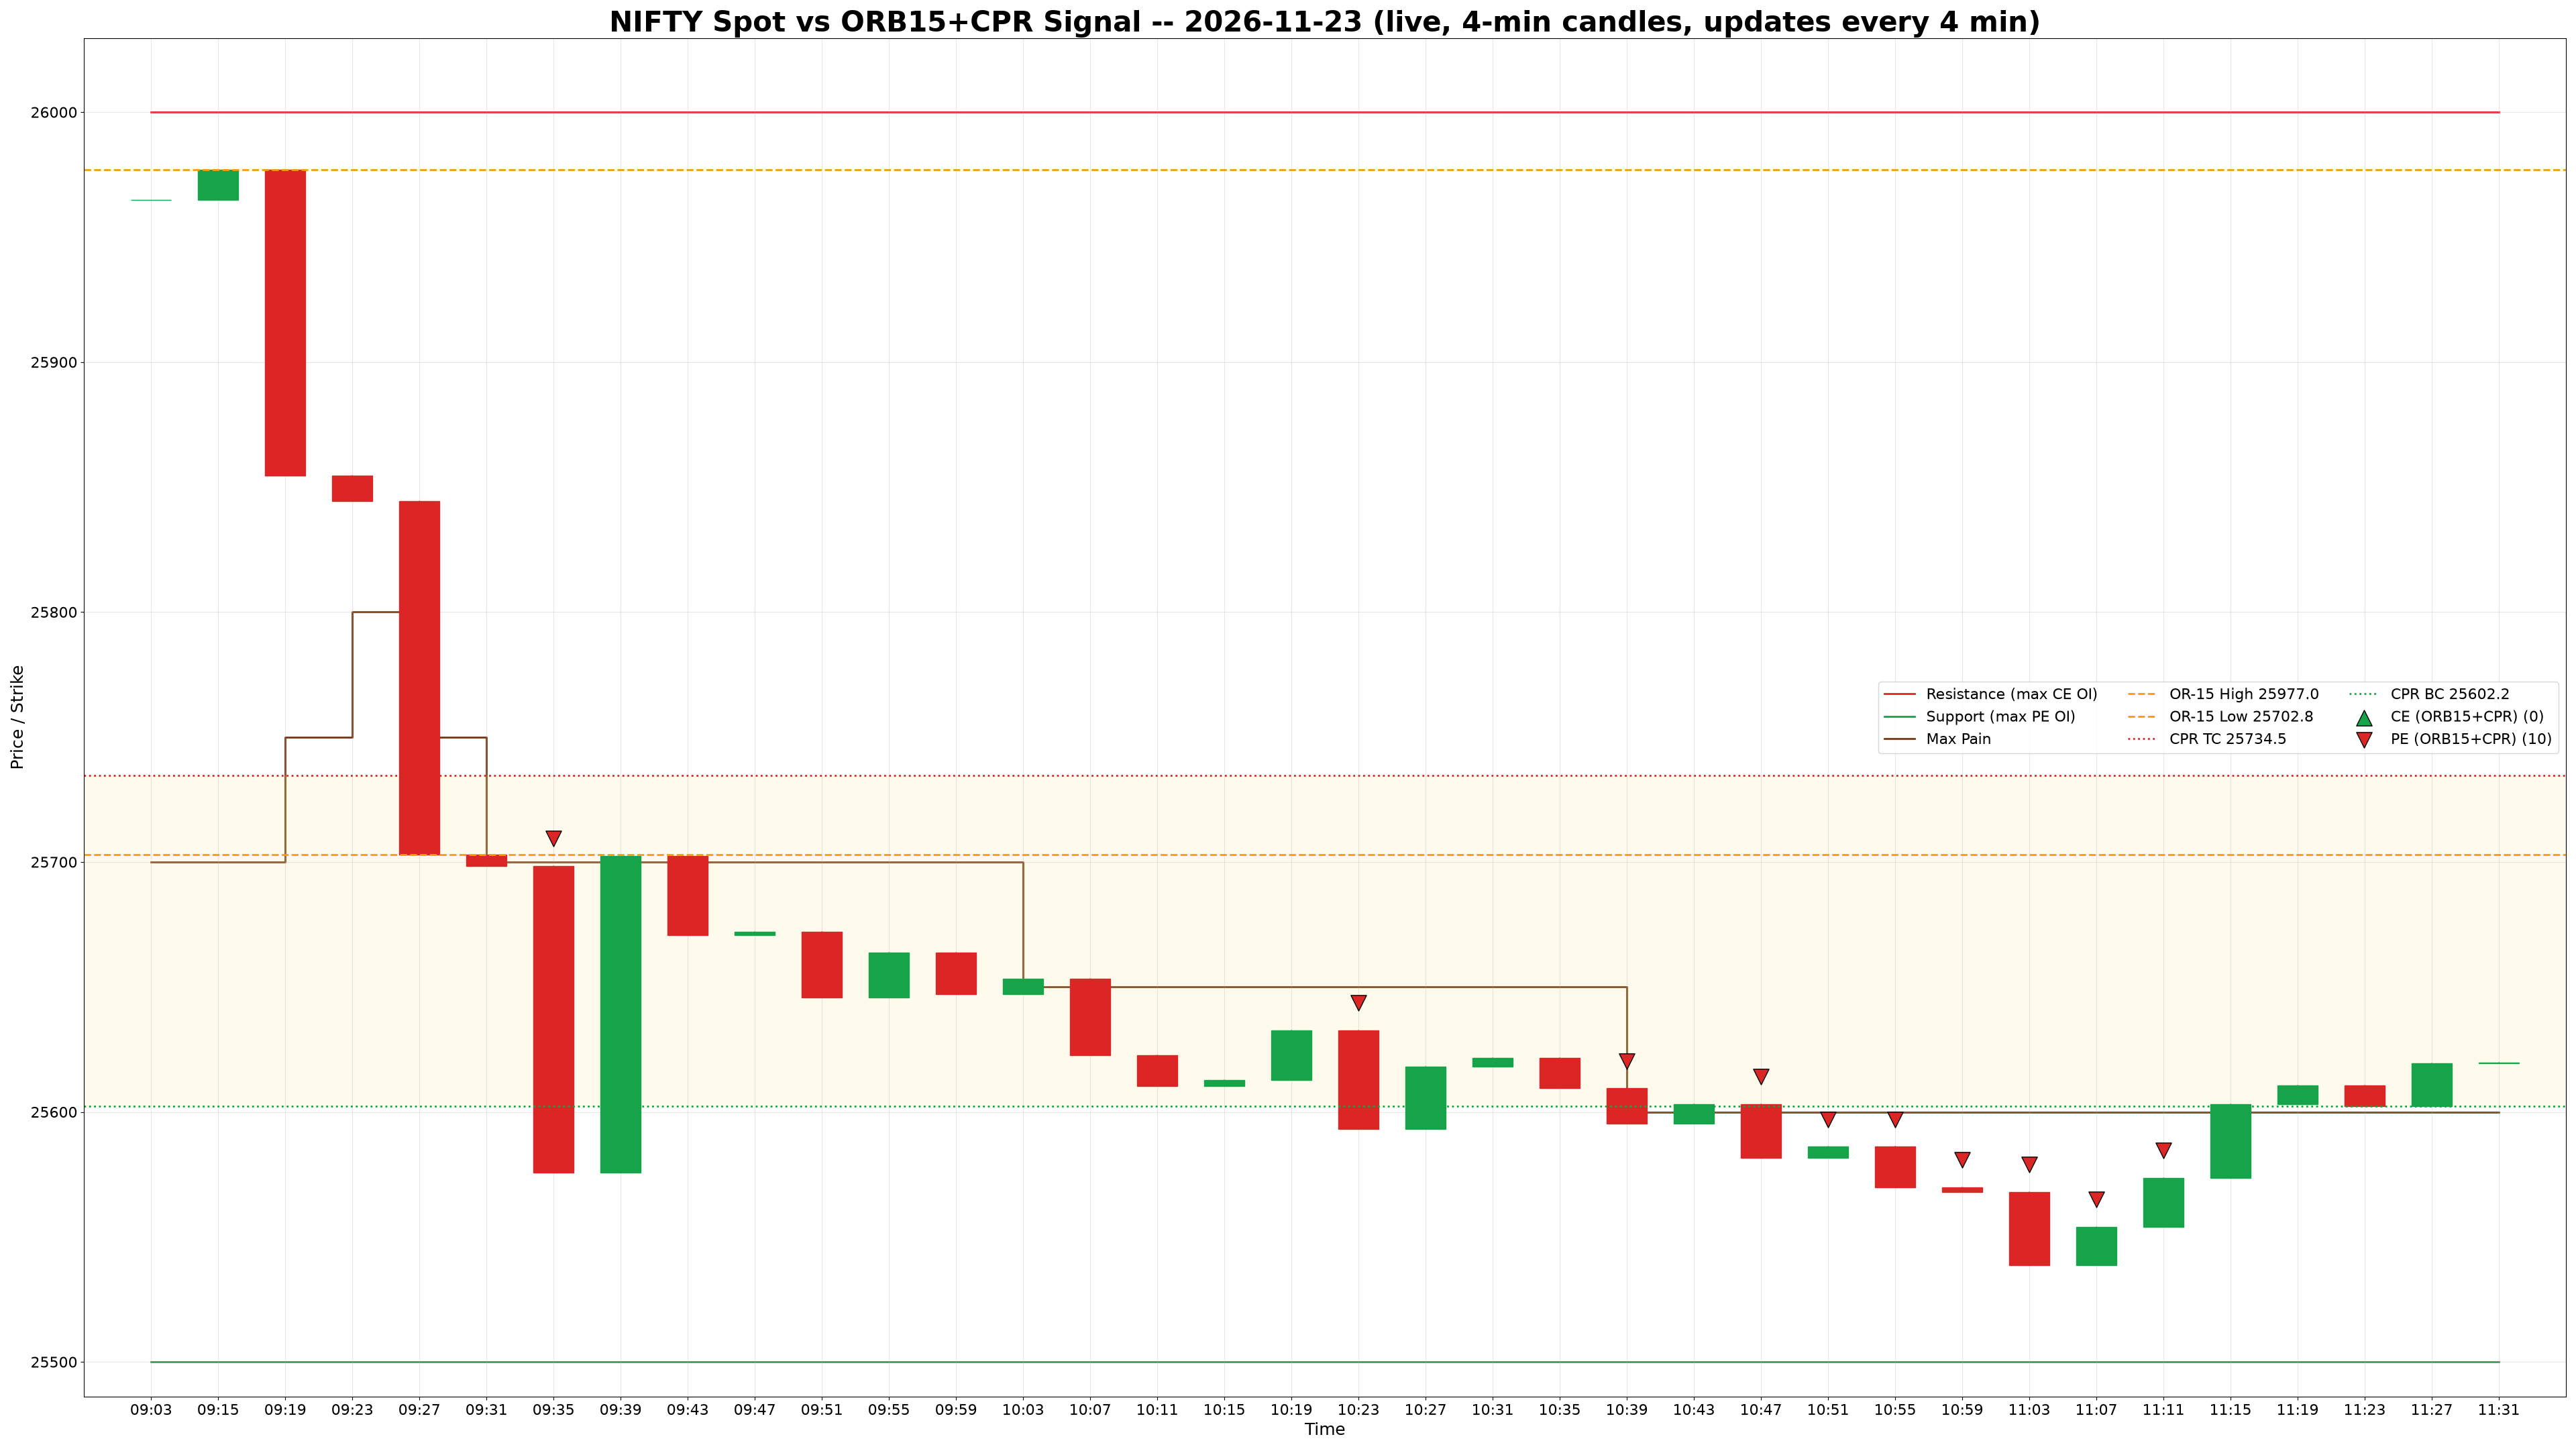 NIFTY Spot vs ORB15+CPR Signal -- 2026-11-23 (live, 4-min candles, updates every 4 min)
Price / Strike
26000
25900
25800
25700
25600
25500
Resistance (max CE OI)
Support (max PE OI)
Max Pain
OR-15 High 25977.0
OR-15 Low 25702.8
CPR TC 25734.5
CPR BC 25602.2
CE (ORB15+CPR) (0)
PE (ORB15+CPR) (10)
09:03 09:15 09:19 09:23 09:27 09:31 09:35 09:39 09:43 09:47 09:51 09:55 09:59 10:03 10:07 10:11 10:15 10:19 10:23 10:27 10:31 10:35 10:39 10:43 10:47 10:51 10:55 10:59 11:03 11:07 11:11 11:15 11:19 11:23 11:27 11:31
Time